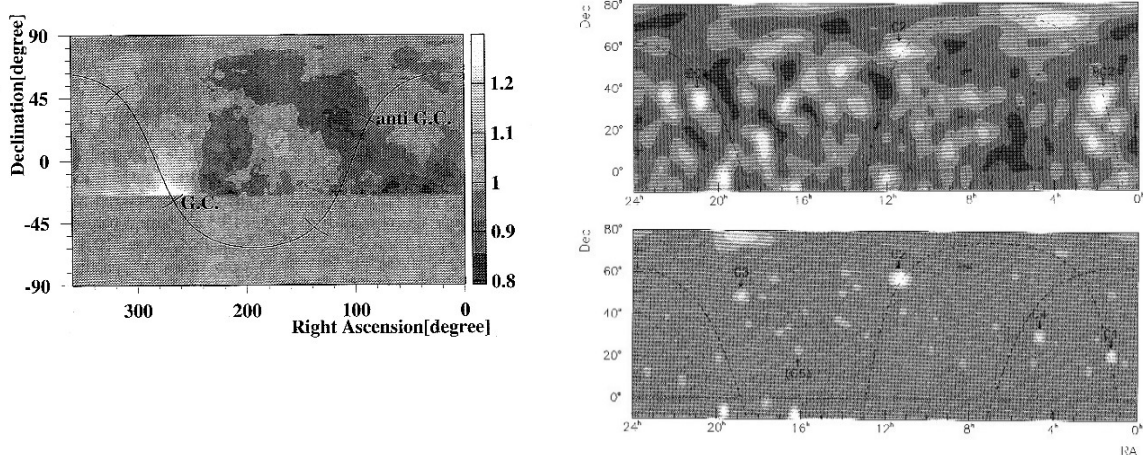 Declination[degree]
90
45
0
-45
-90
300
200
100
0
Right Ascension[degree]
G.C.
anti G.C.
1.2
1.1
1
0.9
0.8
Dec
80°
60°
40°
20°
0°
C2
24h
20h
16h
12h
8h
4h
0h
Dec
80°
60°
40°
20°
0°
C3
C2
C4
C1
(C5)
24h
20h
16h
12h
8h
4h
0h
RA